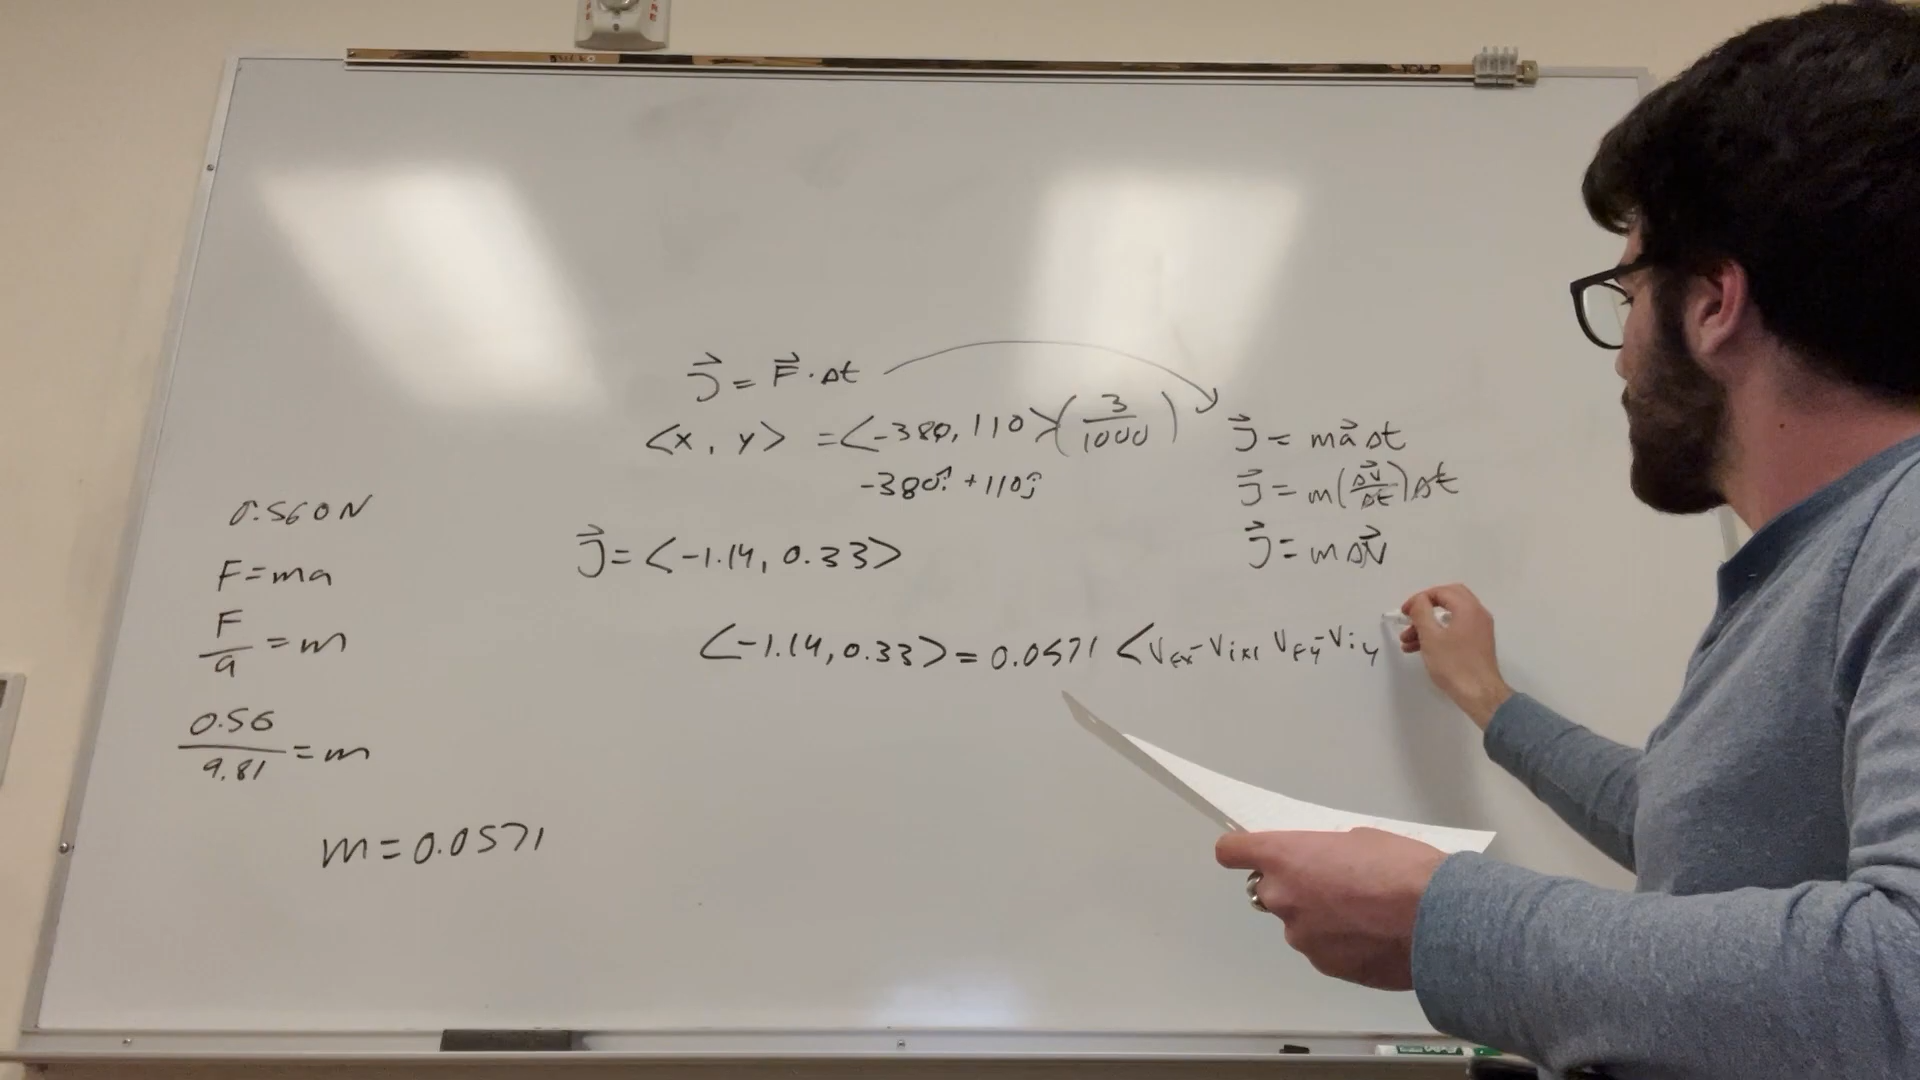 0.560N
F=ma
F/a = m
0.56/9.81 = m
m=0.0571
J⃗ = F⃗ · Δt
<x, y> = <-380, 110>(3/1000)
-380î + 110ĵ
J⃗ = <-1.14, 0.33>
J⃗ = ma⃗Δt
J⃗ = m(Δv⃗/Δt)Δt
J⃗ = mΔv⃗
<-1.14, 0.33> = 0.0571 <Vfx-Vix, Vfy-Viy